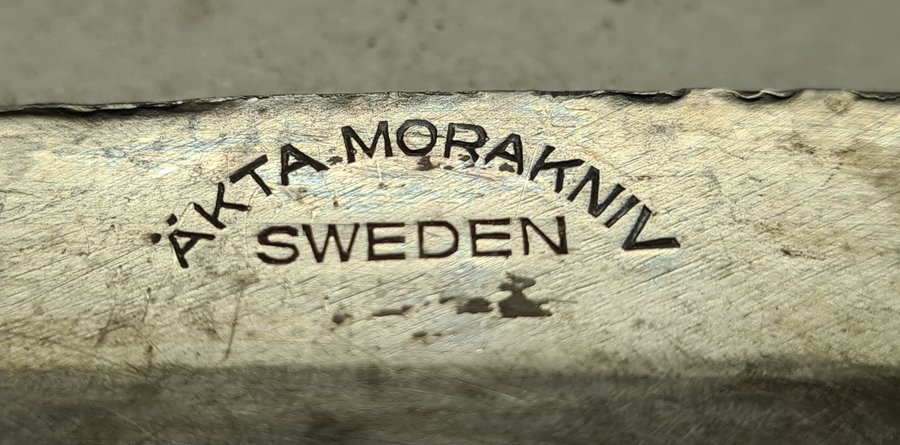 ÄKTA MORAKNIV
SWEDEN